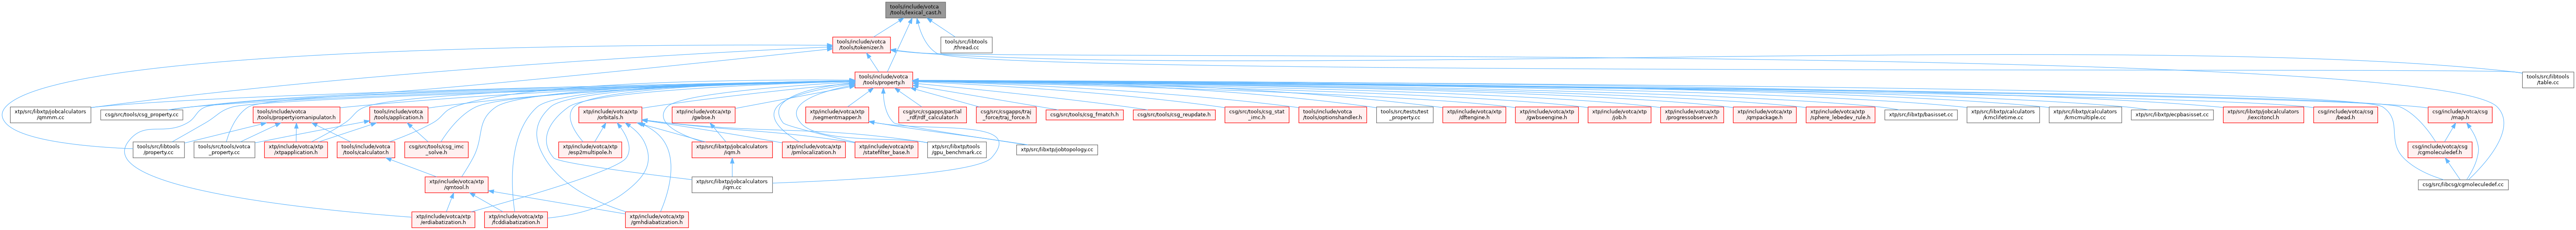 tools/include/votca
/tools/lexical_cast.h
tools/include/votca
/tools/tokenizer.h
tools/src/libtools
/thread.cc
tools/include/votca
/tools/property.h
tools/src/libtools
/table.cc
xtp/src/libxtp/jobcalculators
/qmmm.cc
csg/src/tools/csg_property.cc
tools/include/votca
/tools/propertyiomanipulator.h
tools/include/votca
/tools/application.h
xtp/include/votca/xtp
/orbitals.h
xtp/include/votca/xtp
/gwbse.h
xtp/include/votca/xtp
/segmentmapper.h
csg/src/csgapps/partial
_rdf/rdf_calculator.h
csg/src/csgapps/traj
_force/traj_force.h
csg/src/tools/csg_fmatch.h
csg/src/tools/csg_reupdate.h
csg/src/tools/csg_stat
_imc.h
tools/include/votca
/tools/optionshandler.h
tools/src/tests/test
_property.cc
xtp/include/votca/xtp
/dftengine.h
xtp/include/votca/xtp
/gwbseengine.h
xtp/include/votca/xtp
/job.h
xtp/include/votca/xtp
/progressobserver.h
xtp/include/votca/xtp
/qmpackage.h
xtp/include/votca/xtp
/sphere_lebedev_rule.h
xtp/src/libxtp/basisset.cc
xtp/src/libxtp/calculators
/kmclifetime.cc
xtp/src/libxtp/calculators
/kmcmultiple.cc
xtp/src/libxtp/ecpbasisset.cc
xtp/src/libxtp/jobcalculators
/iexcitoncl.h
csg/include/votca/csg
/bead.h
csg/include/votca/csg
/map.h
tools/src/libtools
/property.cc
tools/src/tools/votca
_property.cc
xtp/include/votca/xtp
/xtpapplication.h
tools/include/votca
/tools/calculator.h
csg/src/tools/csg_imc
_solve.h
xtp/include/votca/xtp
/esp2multipole.h
xtp/src/libxtp/jobcalculators
/iqm.h
xtp/include/votca/xtp
/pmlocalization.h
xtp/include/votca/xtp
/statefilter_base.h
xtp/src/libxtp/tools
/gpu_benchmark.cc
xtp/src/libxtp/jobtopology.cc
csg/include/votca/csg
/cgmoleculedef.h
xtp/include/votca/xtp
/qmtool.h
xtp/src/libxtp/jobcalculators
/iqm.cc
csg/src/libcsg/cgmoleculedef.cc
xtp/include/votca/xtp
/erdiabatization.h
xtp/include/votca/xtp
/fcddiabatization.h
xtp/include/votca/xtp
/gmhdiabatization.h